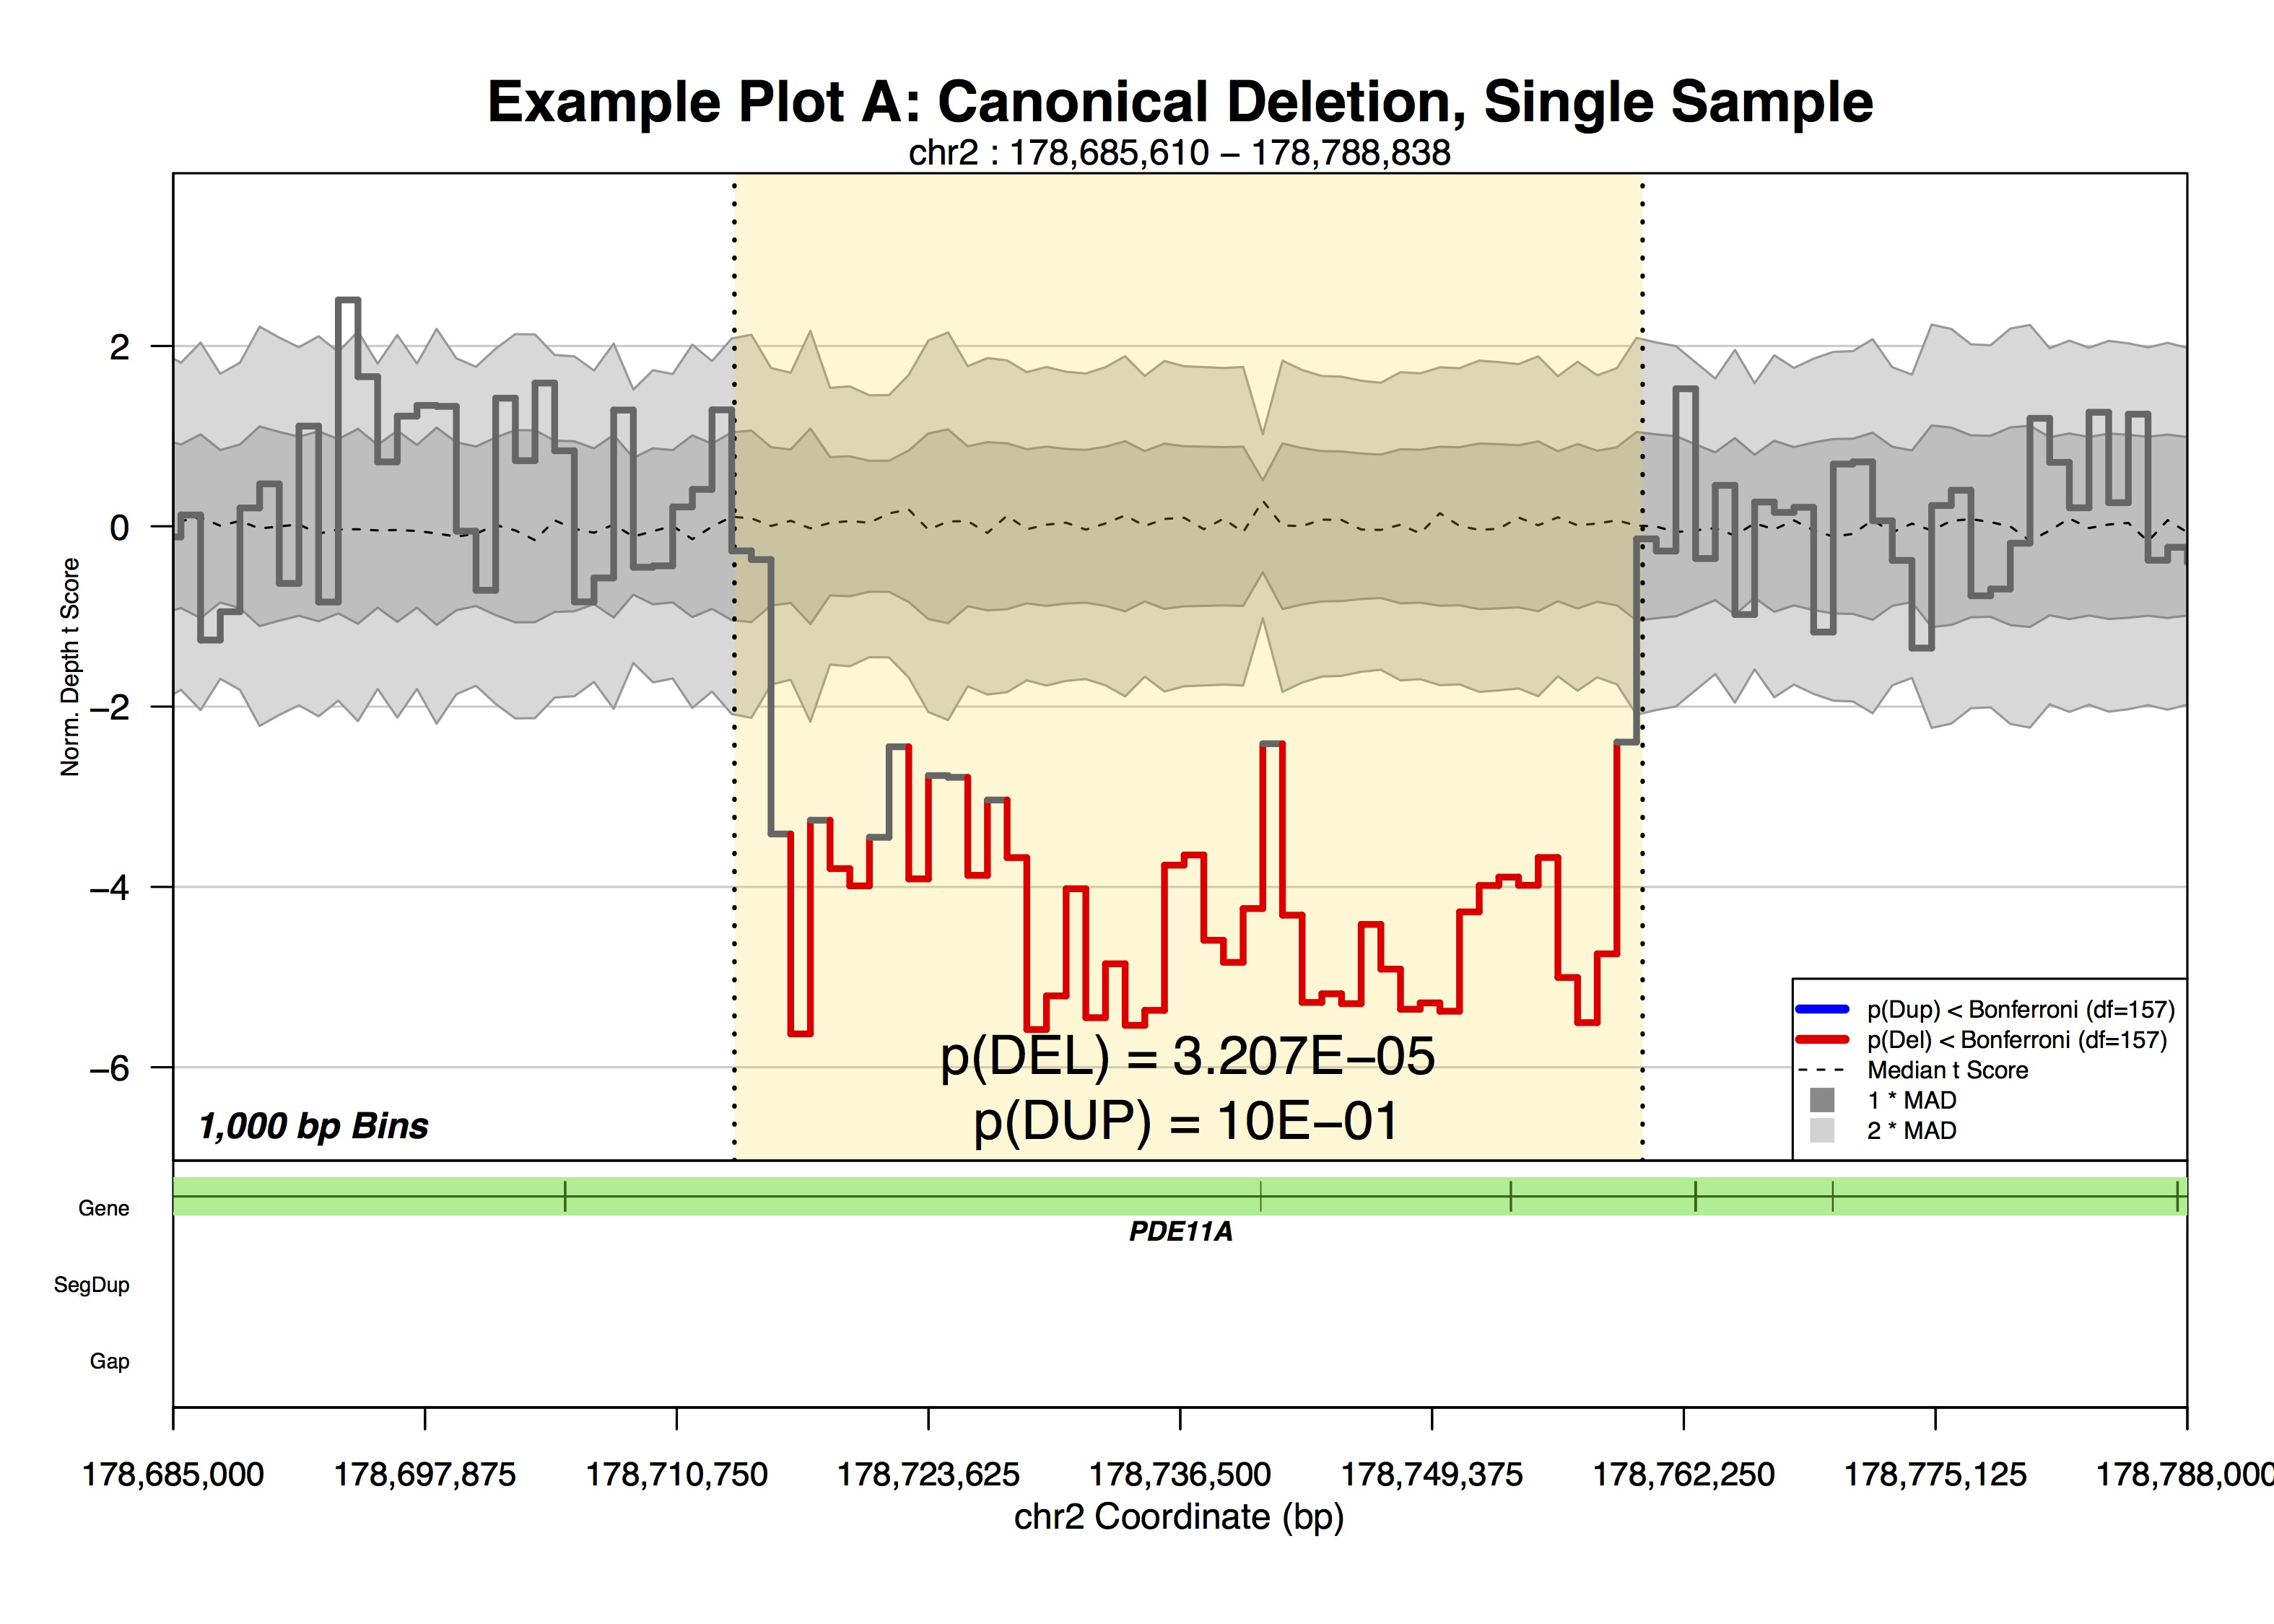 Example Plot A: Canonical Deletion, Single Sample
chr2 : 178,685,610 – 178,788,838
2
0
−2
−4
−6
Norm. Depth t Score
p(DEL) = 3.207E−05
p(DUP) = 10E−01
1,000 bp Bins
p(Dup) < Bonferroni (df=157)
p(Del) < Bonferroni (df=157)
Median t Score
1 * MAD
2 * MAD
Gene
PDE11A
SegDup
Gap
178,685,000 178,697,875 178,710,750 178,723,625 178,736,500 178,749,375 178,762,250 178,775,125 178,788,000
chr2 Coordinate (bp)